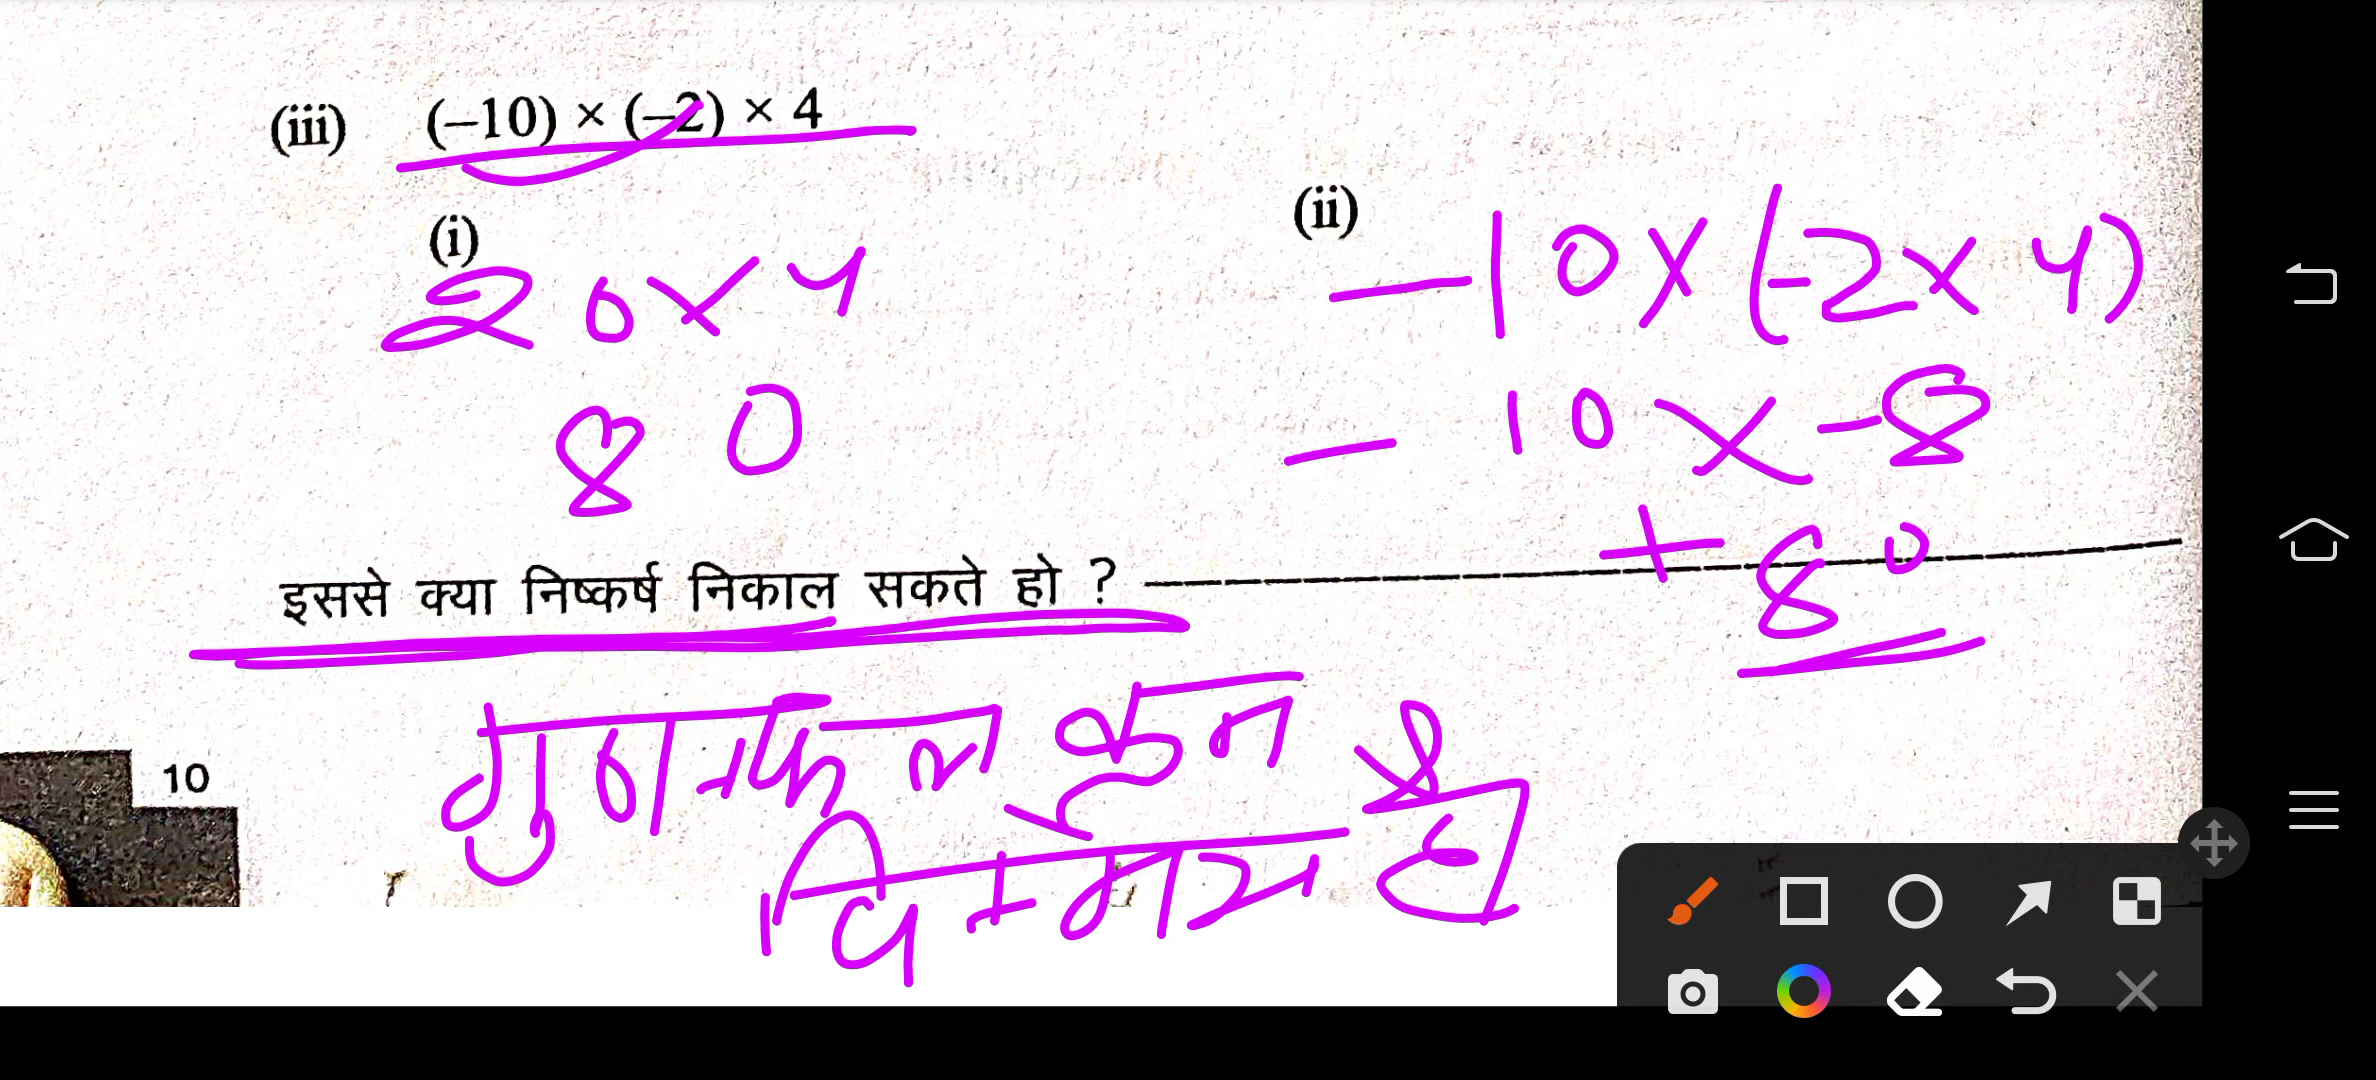 (iii) (–10) × (–2) × 4
(i)
20 × 4
80
(ii)
– 10 × (-2 × 4)
– 10 × -8
+ 80
इससे क्या निष्कर्ष निकाल सकते हो ?
गुणनफल क्रम
विनिमय है
10